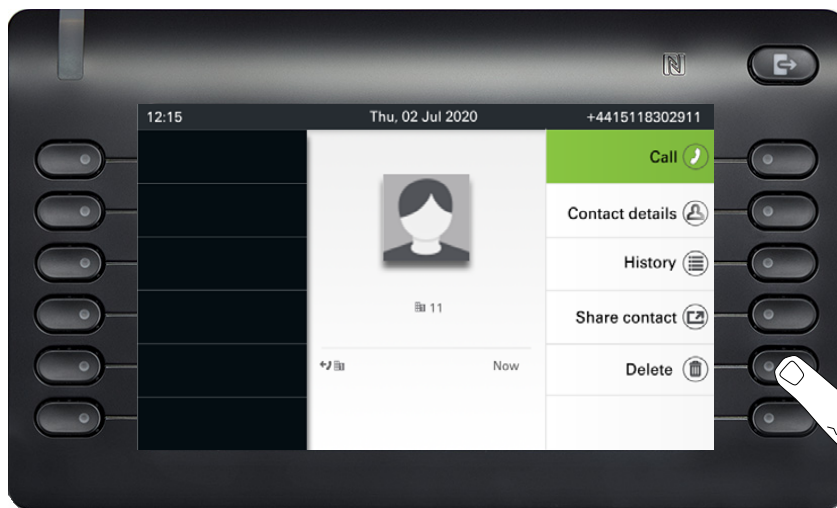 12:15 Thu, 02 Jul 2020 +4415118302911
Call
Contact details
History
11
Share contact
Now
Delete